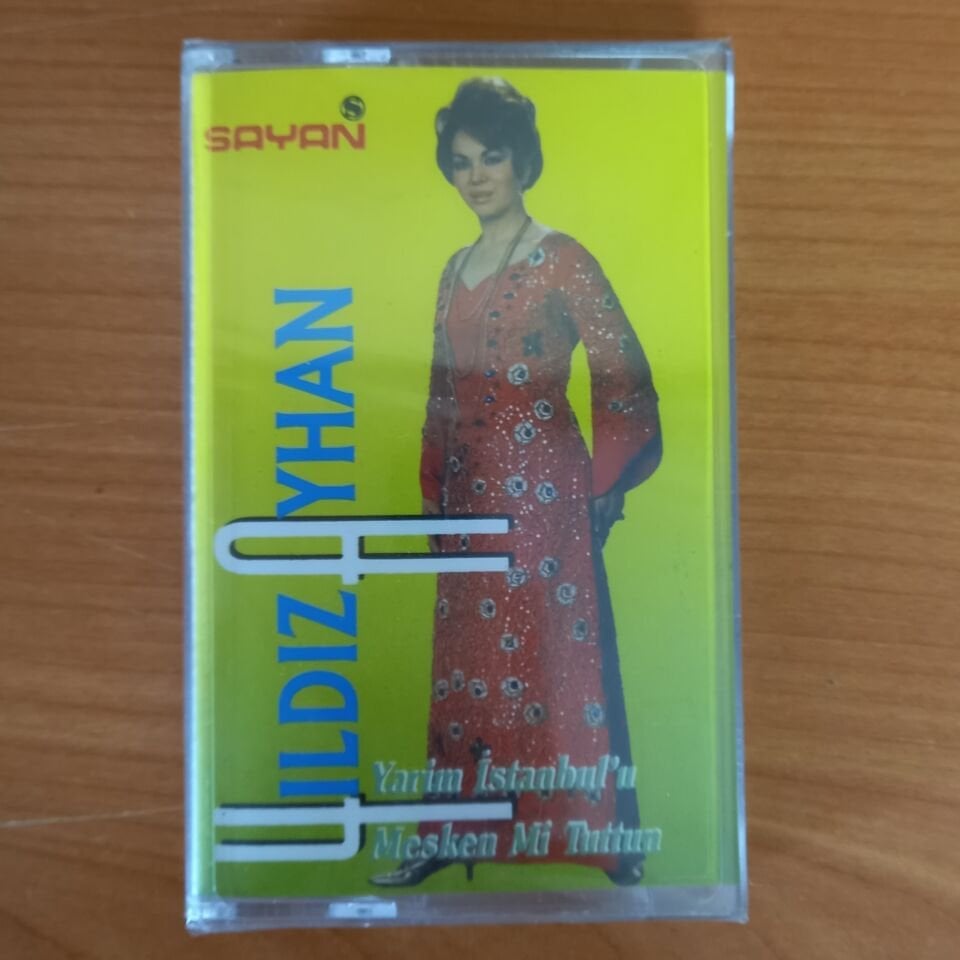 S
SAYAN
YILDIZ AYHAN
Yarim İstanbul'u
Mesken Mi Tuttun